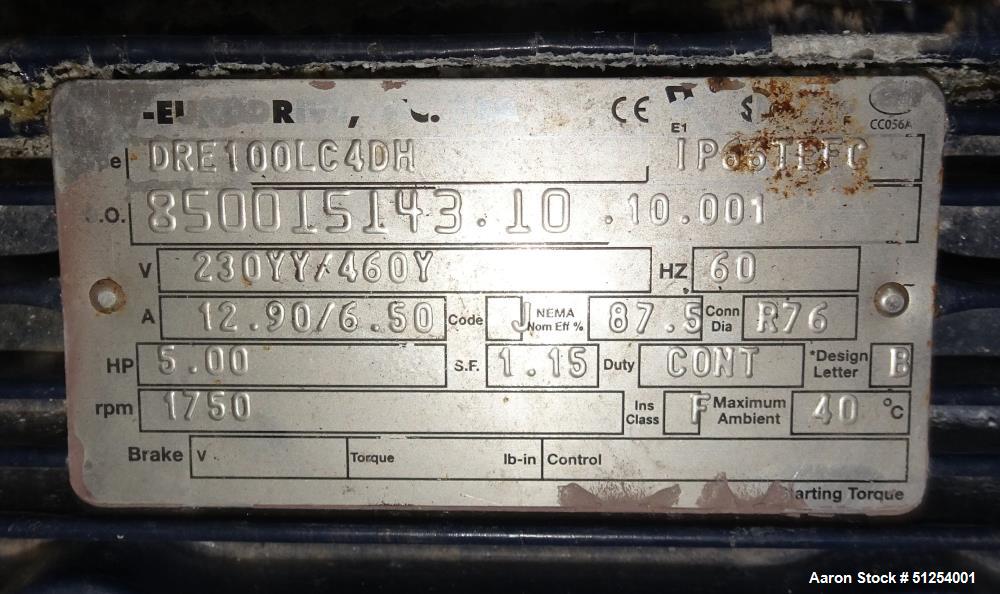 CE
E1
CC056A
DRE100LC4DH IP66TEFC
.O. 850015143.10 .10.001
V 230YY/460Y HZ 60
A 12.90/6.50 Code J NEMA Nom Eff % 87.5 Conn Dia R76
HP 5.00 S.F. 1.15 Duty CONT *Design Letter B
rpm 1750 Ins Class F Maximum Ambient 40 °C
Brake V Torque lb-in Control
arting Torque
Aaron Stock # 51254001